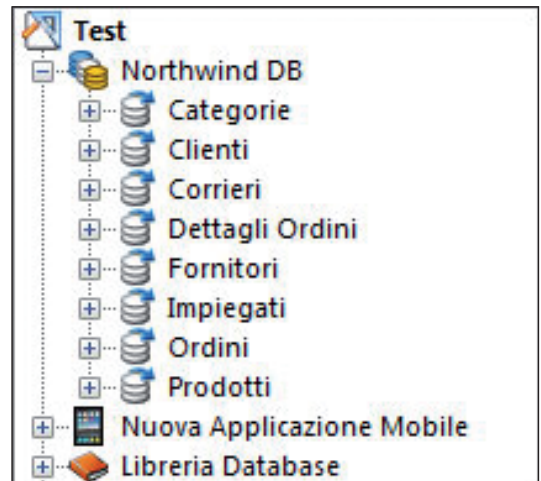 Test
Northwind DB
Categorie
Clienti
Corrieri
Dettagli Ordini
Fornitori
Impiegati
Ordini
Prodotti
Nuova Applicazione Mobile
Libreria Database